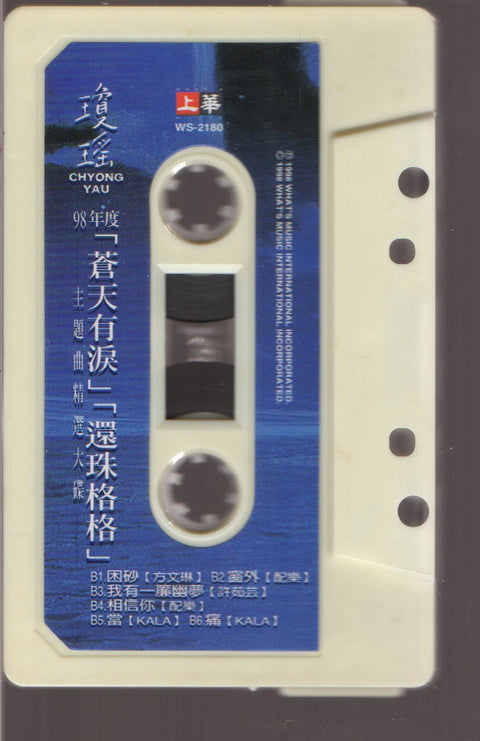 上華
WS-2180
瓊瑤
CHYONG
YAU
98年度
「蒼天有淚」「還珠格格」
主題曲精選大碟
Ⓟ 1998 WHAT'S MUSIC INTERNATIONAL INCORPORATED.
© 1998 WHAT'S MUSIC INTERNATIONAL INCORPORATED.
B1.困砂【方文琳】 B2.窗外【配樂】
B3.我有一簾幽夢【許茹芸】
B4.相信你【配樂】
B5.當【KALA】 B6.痛【KALA】